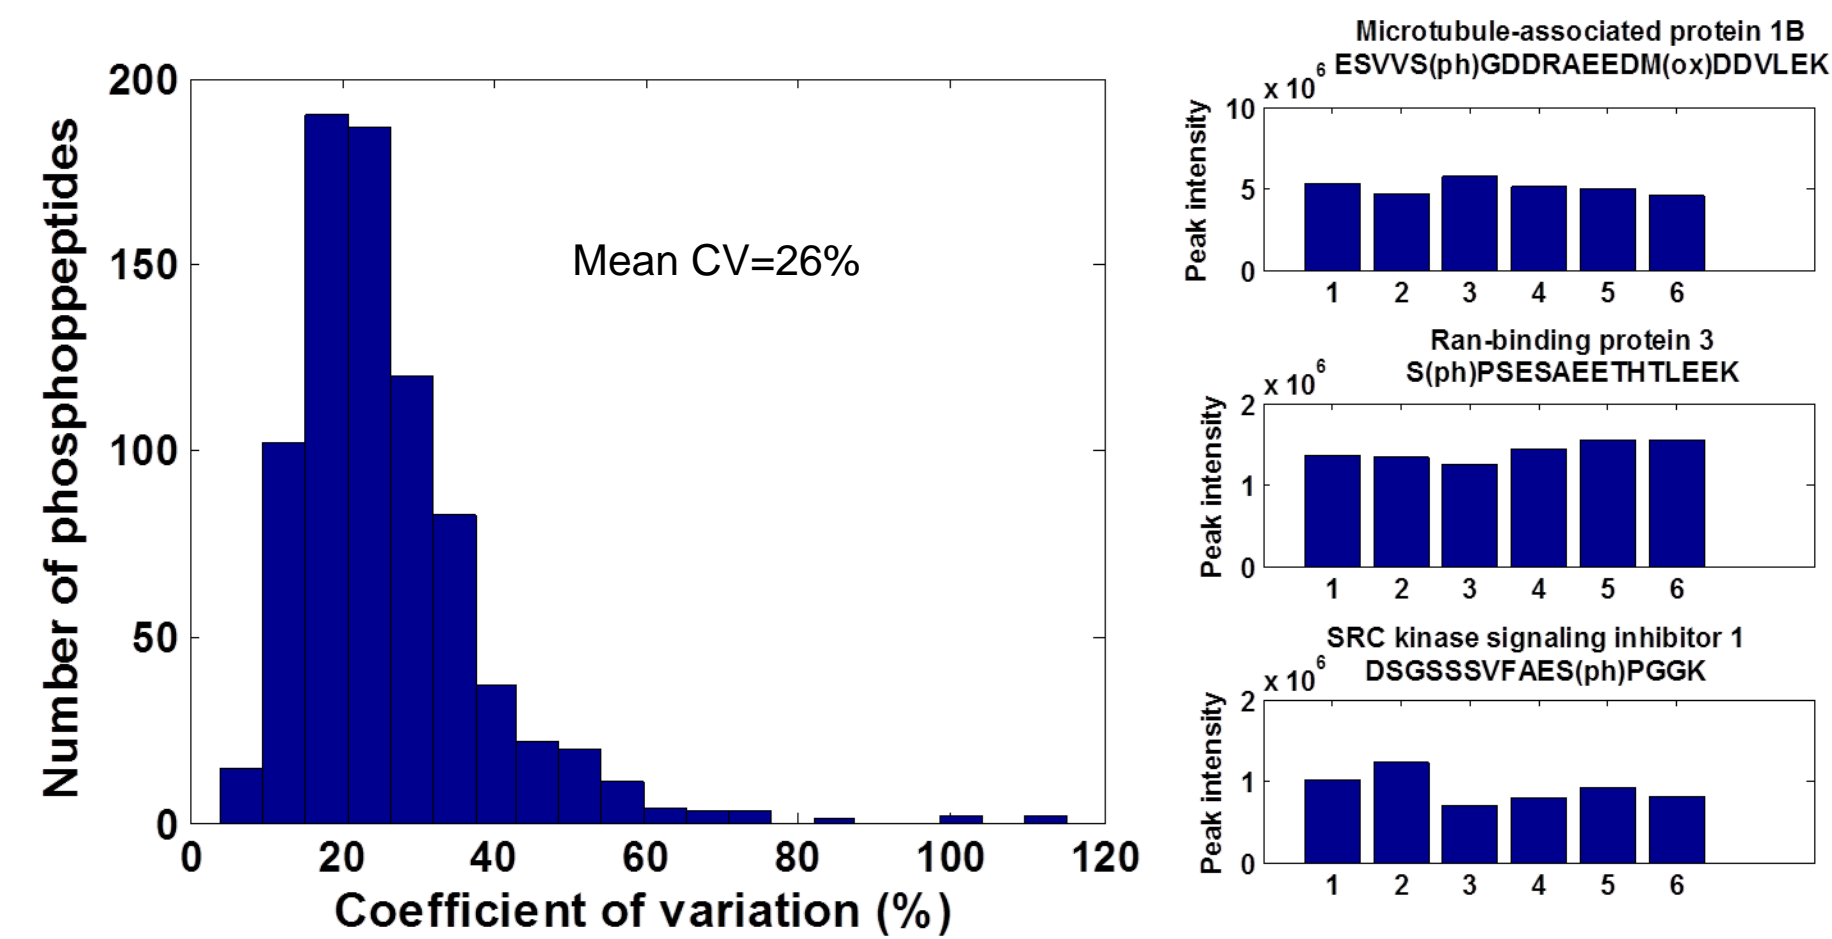 Number of phosphoppeptides
200
150
100
50
0
Mean CV=26%
0 20 40 60 80 100 120
Coefficient of variation (%)
Microtubule-associated protein 1B
ESVVS(ph)GDDRAEEDM(ox)DDVLEK
x 10^6
Peak intensity
10
5
0
1 2 3 4 5 6
Ran-binding protein 3
S(ph)PSESAEETHTLEEK
x 10^6
Peak intensity
2
1
0
1 2 3 4 5 6
SRC kinase signaling inhibitor 1
DSGSSSVFAES(ph)PGGK
x 10^6
Peak intensity
2
1
0
1 2 3 4 5 6